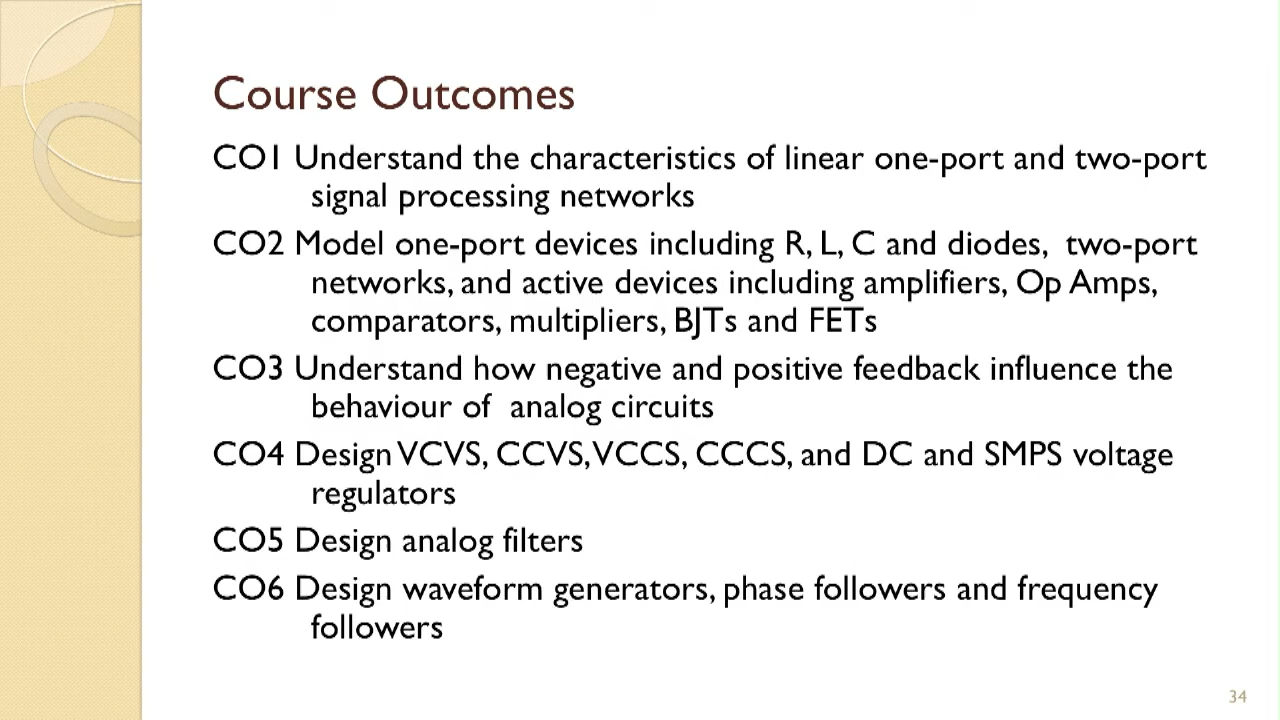 Course Outcomes
CO1 Understand the characteristics of linear one-port and two-port
signal processing networks
CO2 Model one-port devices including R, L, C and diodes, two-port
networks, and active devices including amplifiers, Op Amps,
comparators, multipliers, BJTs and FETs
CO3 Understand how negative and positive feedback influence the
behaviour of analog circuits
CO4 Design VCVS, CCVS, VCCS, CCCS, and DC and SMPS voltage
regulators
CO5 Design analog filters
CO6 Design waveform generators, phase followers and frequency
followers
34